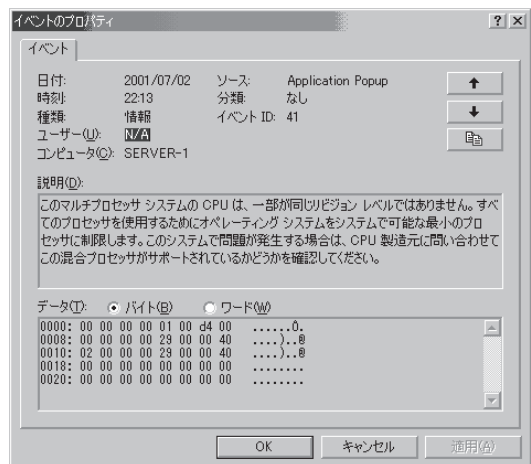 イベントのプロパティ
イベント
日付: 2001/07/02 ソース: Application Popup
時刻: 22:13 分類: なし
種類: 情報 イベント ID: 41
ユーザー(U): N/A
コンピュータ(C): SERVER-1
説明(D):
このマルチプロセッサ システムの CPU は、一部が同じリビジョン レベルではありません。すべ
てのプロセッサを使用するためにオペレーティング システムをシステムで可能な最小のプロ
セッサに制限します。このシステムで問題が発生する場合は、CPU 製造元に問い合わせて
この混合プロセッサがサポートされているかどうかを確認してください。
データ(T): バイト(B) ワード(W)
0000: 00 00 00 00 01 00 d4 00 ......Ô.
0008: 00 00 00 00 29 00 00 40 ....)..@
0010: 02 00 00 00 29 00 00 40 ....)..@
0018: 00 00 00 00 00 00 00 00 ........
0020: 00 00 00 00 00 00 00 00 ........
OK キャンセル 適用(A)